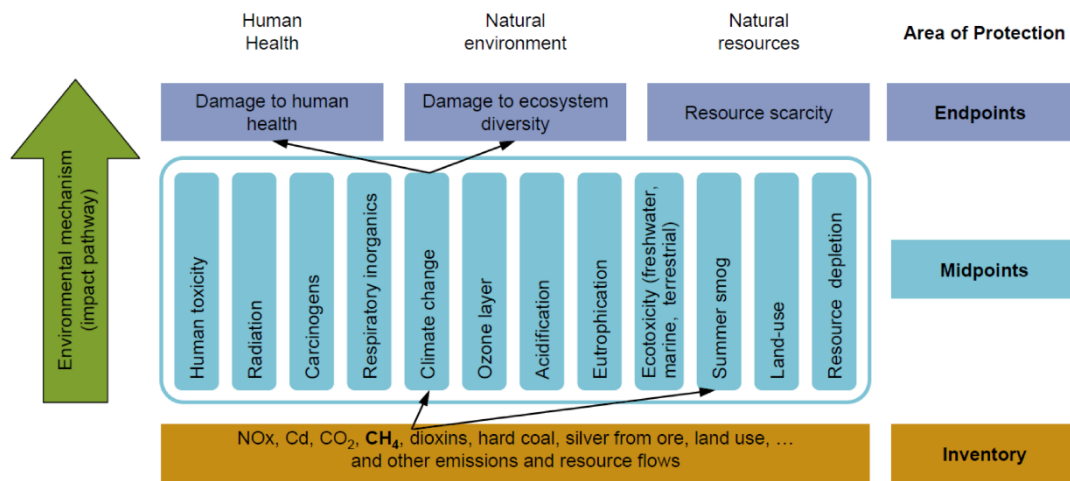 Human
Health
Natural
environment
Natural
resources
Area of Protection
Damage to human
health
Damage to ecosystem
diversity
Resource scarcity
Endpoints
Environmental mechanism
(impact pathway)
Human toxicity
Radiation
Carcinogens
Respiratory inorganics
Climate change
Ozone layer
Acidification
Eutrophication
Ecotoxicity (freshwater,
marine, terrestrial)
Summer smog
Land-use
Resource depletion
Midpoints
NOx, Cd, CO₂, CH₄, dioxins, hard coal, silver from ore, land use, …
and other emissions and resource flows
Inventory